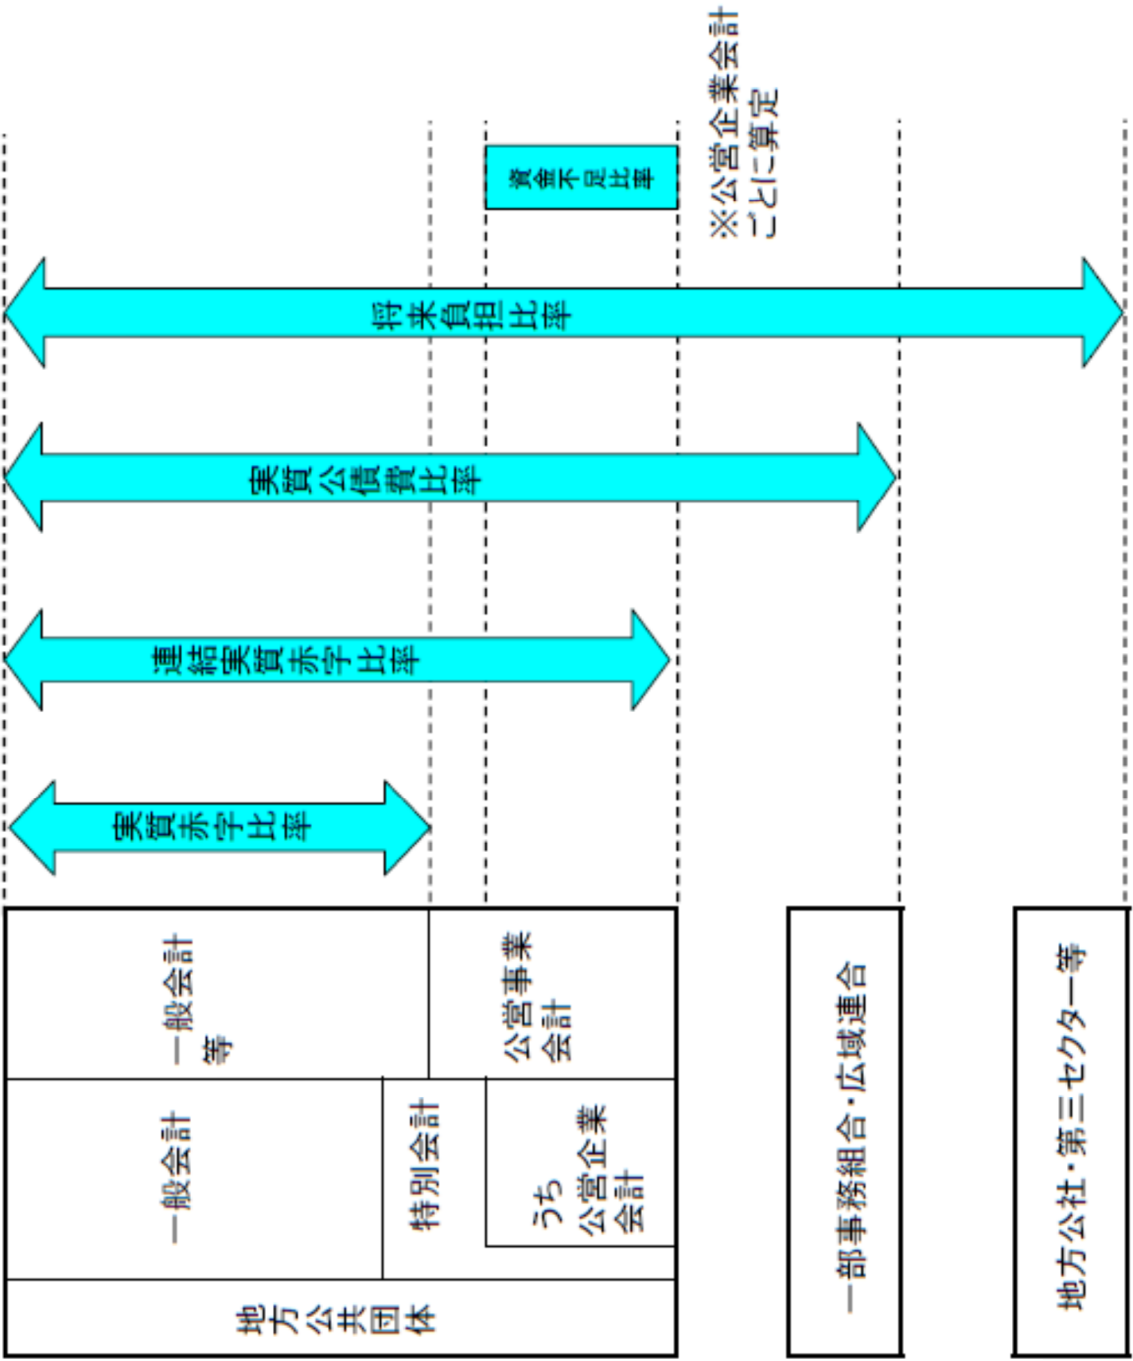 地方公共団体
一般会計
特別会計
うち
公営企業
会計
一般会計
等
公営事業
会計
一部事務組合・広域連合
地方公社・第三セクター等
実質赤字比率
連結実質赤字比率
実質公債費比率
将来負担比率
資金不足比率
※公営企業会計
ごとに算定